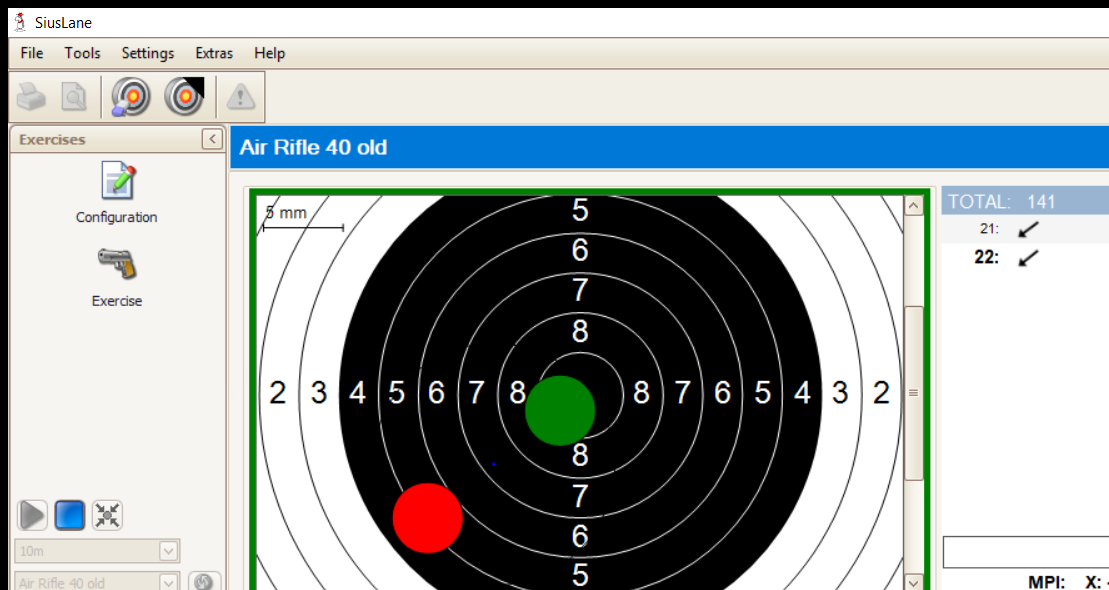 SiusLane
File Tools Settings Extras Help
Exercises
Air Rifle 40 old
Configuration
Exercise
10m
Air Rifle 40 old
5 mm
5
6
7
8
2 3 4 5 6 7 8 8 7 6 5 4 3 2
8
7
6
5
TOTAL: 141
21:
22:
MPI: X: -